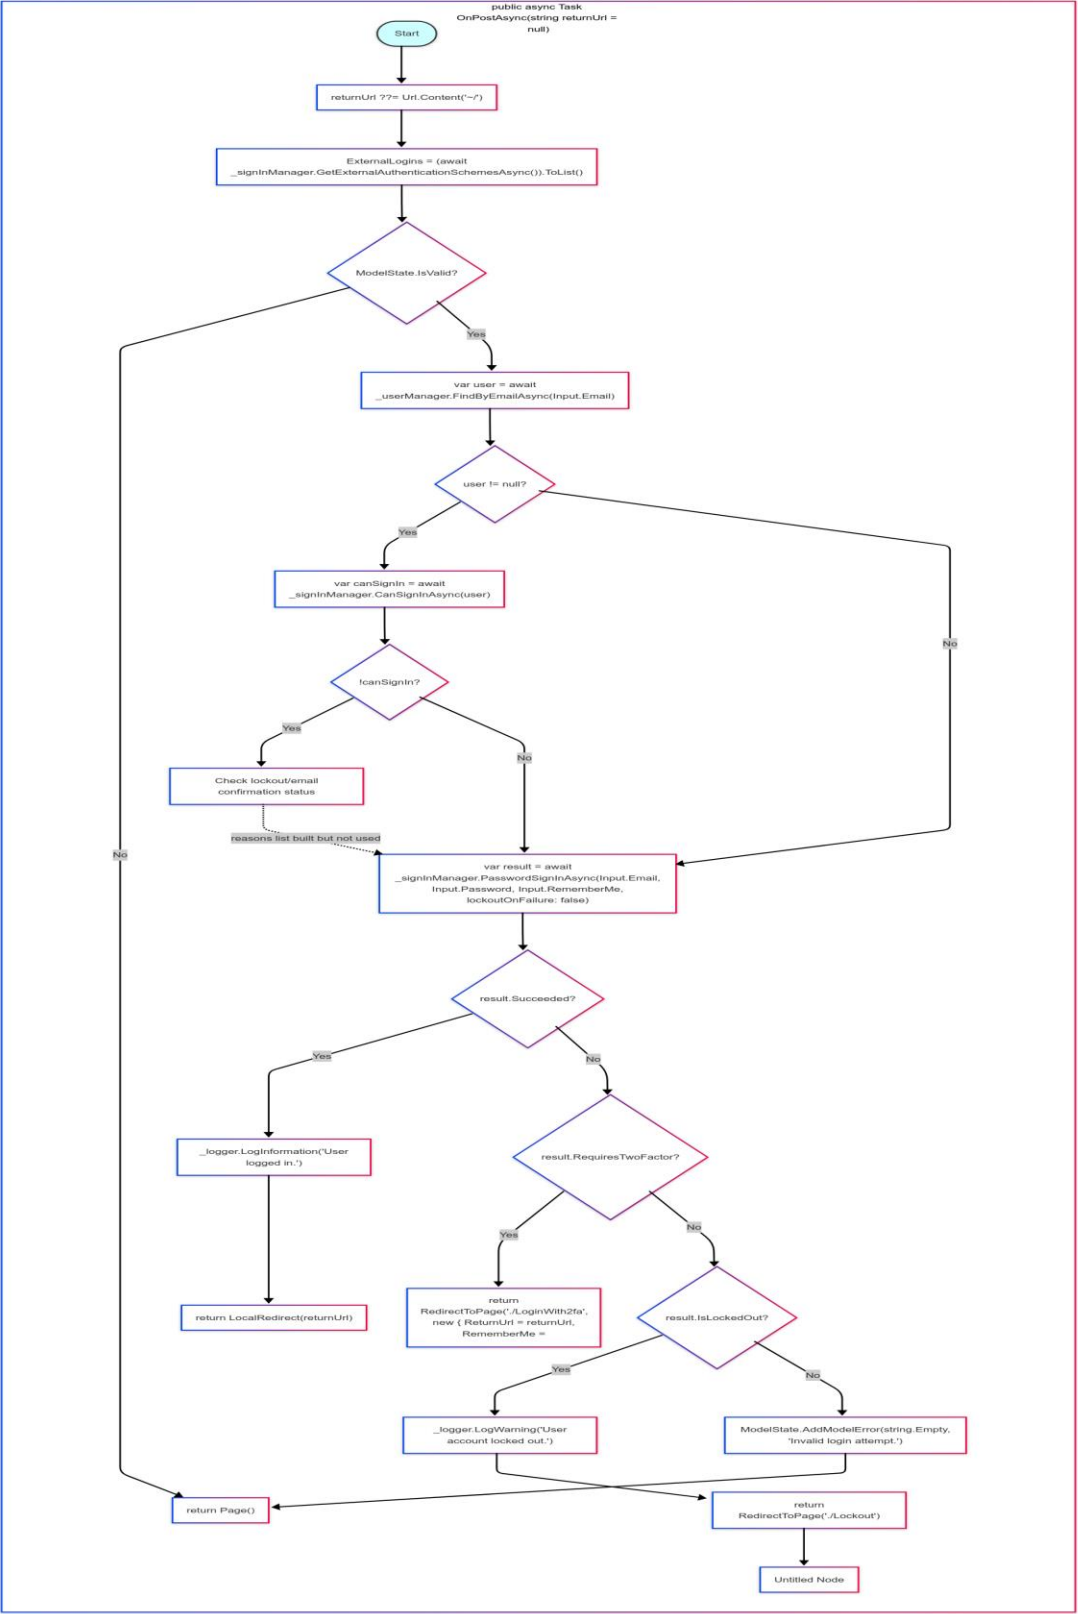 public async Task
OnPostAsync(string returnUrl =
null)
Start
returnUrl ??= Url.Content('~/')
ExternalLogins = (await
_signInManager.GetExternalAuthenticationSchemesAsync()).ToList()
ModelState.IsValid?
Yes
var user = await
_userManager.FindByEmailAsync(Input.Email)
user != null?
Yes
var canSignIn = await
_signInManager.CanSignInAsync(user)
No
!canSignIn?
Yes
No
Check lockout/email
confirmation status
reasons list built but not used
No
var result = await
_signInManager.PasswordSignInAsync(Input.Email,
Input.Password, Input.RememberMe,
lockoutOnFailure: false)
result.Succeeded?
Yes
No
_logger.LogInformation('User
logged in.')
result.RequiresTwoFactor?
Yes
No
return LocalRedirect(returnUrl)
return
RedirectToPage('./LoginWith2fa',
new { ReturnUrl = returnUrl,
RememberMe =
result.IsLockedOut?
Yes
No
_logger.LogWarning('User
account locked out.')
ModelState.AddModelError(string.Empty,
'Invalid login attempt.')
return Page()
return
RedirectToPage('./Lockout')
Untitled Node